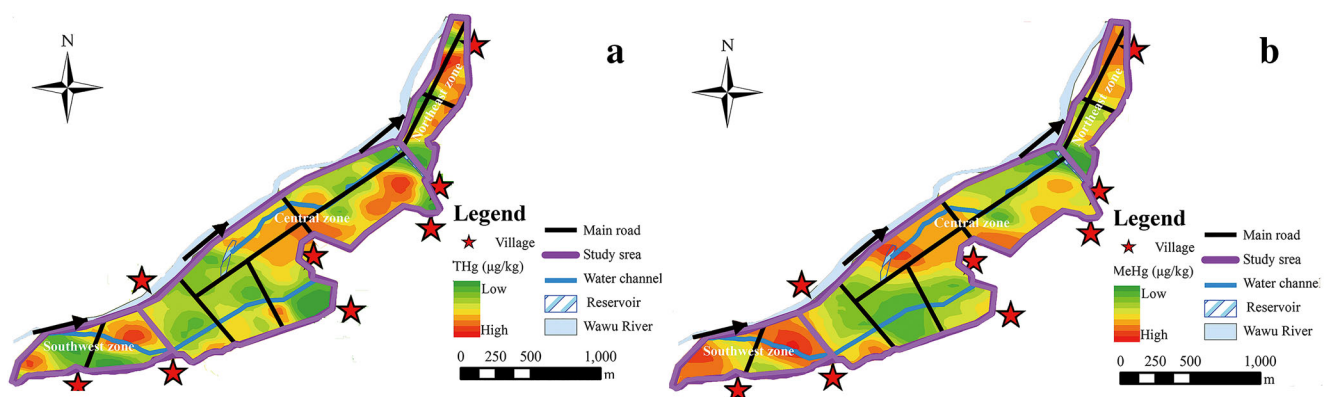 N
a
Northeast zone
Central zone
Southwest zone
Legend
Village
THg (µg/kg)
Low
High
Main road
Study srea
Water channel
Reservoir
Wawu River
0 250 500 1,000
m
N
b
Northeast zone
Central zone
Southwest zone
Legend
Village
MeHg (µg/kg)
Low
High
Main road
Study srea
Water channel
Reservoir
Wawu River
0 250 500 1,000
m